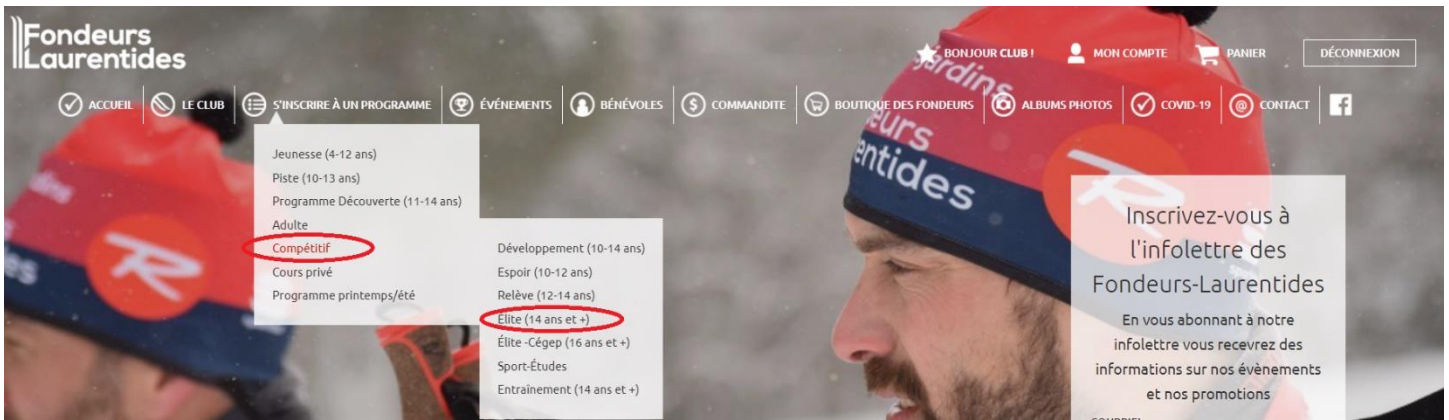 Fondeurs
Laurentides
BONJOUR CLUB !
MON COMPTE
PANIER
DÉCONNEXION
ACCUEIL
LE CLUB
S'INSCRIRE À UN PROGRAMME
ÉVÉNEMENTS
BÉNÉVOLES
COMMANDITE
BOUTIQUE DES FONDEURS
ALBUMS PHOTOS
COVID-19
CONTACT
Jeunesse (4-12 ans)
Piste (10-13 ans)
Programme Découverte (11-14 ans)
Adulte
Compétitif
Cours privé
Programme printemps/été
Développement (10-14 ans)
Espoir (10-12 ans)
Relève (12-14 ans)
Élite (14 ans et +)
Élite -Cégep (16 ans et +)
Sport-Études
Entraînement (14 ans et +)
Inscrivez-vous à
l'infolettre des
Fondeurs-Laurentides
En vous abonnant à notre
infolettre vous recevrez des
informations sur nos évènements
et nos promotions